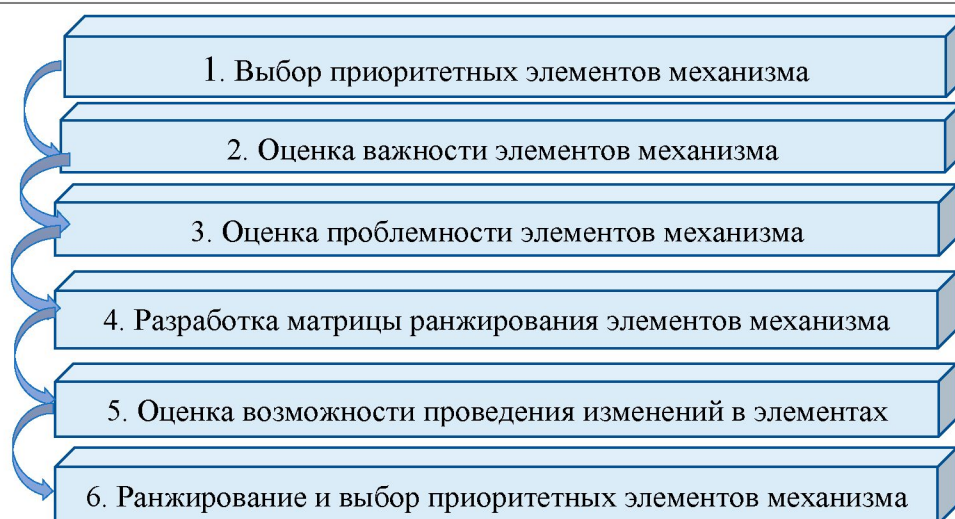 1. Выбор приоритетных элементов механизма
2. Оценка важности элементов механизма
3. Оценка проблемности элементов механизма
4. Разработка матрицы ранжирования элементов механизма
5. Оценка возможности проведения изменений в элементах
6. Ранжирование и выбор приоритетных элементов механизма